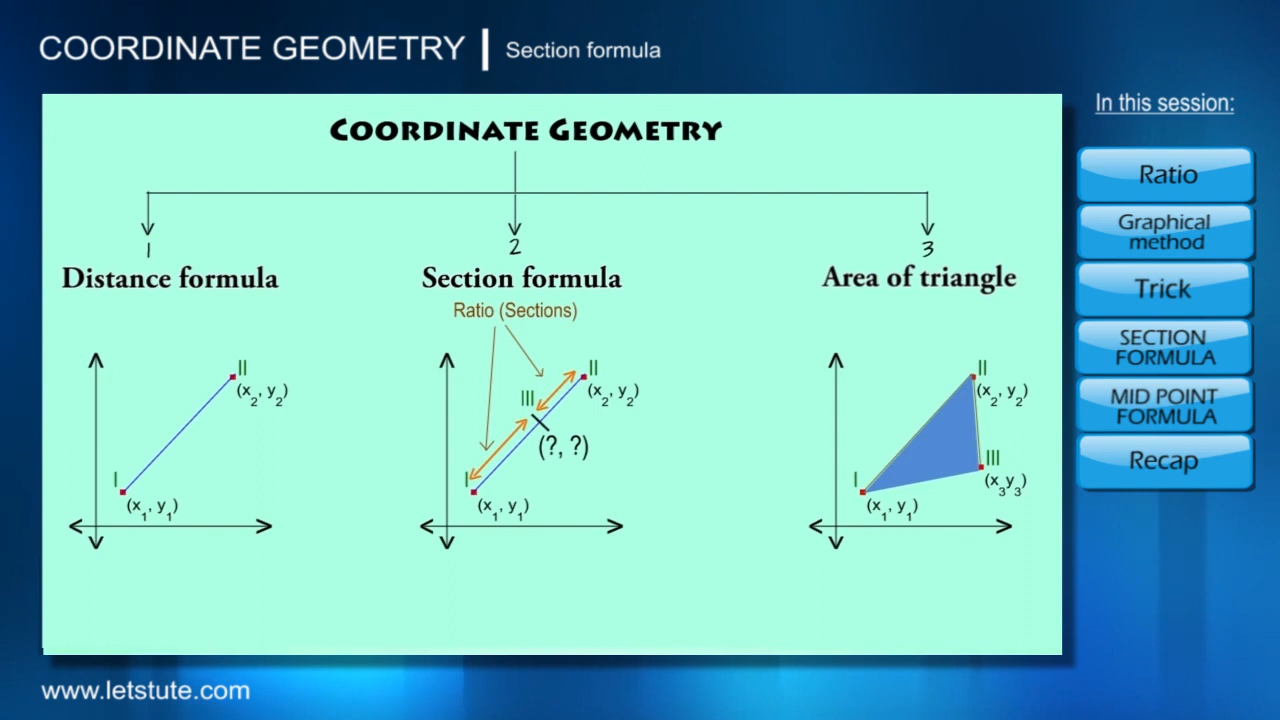 COORDINATE GEOMETRY | Section formula
In this session:
Ratio
Graphical
method
Trick
SECTION
FORMULA
MID POINT
FORMULA
Recap
COORDINATE GEOMETRY
1
2
3
Distance formula
Section formula
Area of triangle
Ratio (Sections)
II
(x2, y2)
I
(x1, y1)
II
(x2, y2)
III
(?, ?)
I
(x1, y1)
II
(x2, y2)
III
(x3y3)
I
(x1, y1)
www.letstute.com